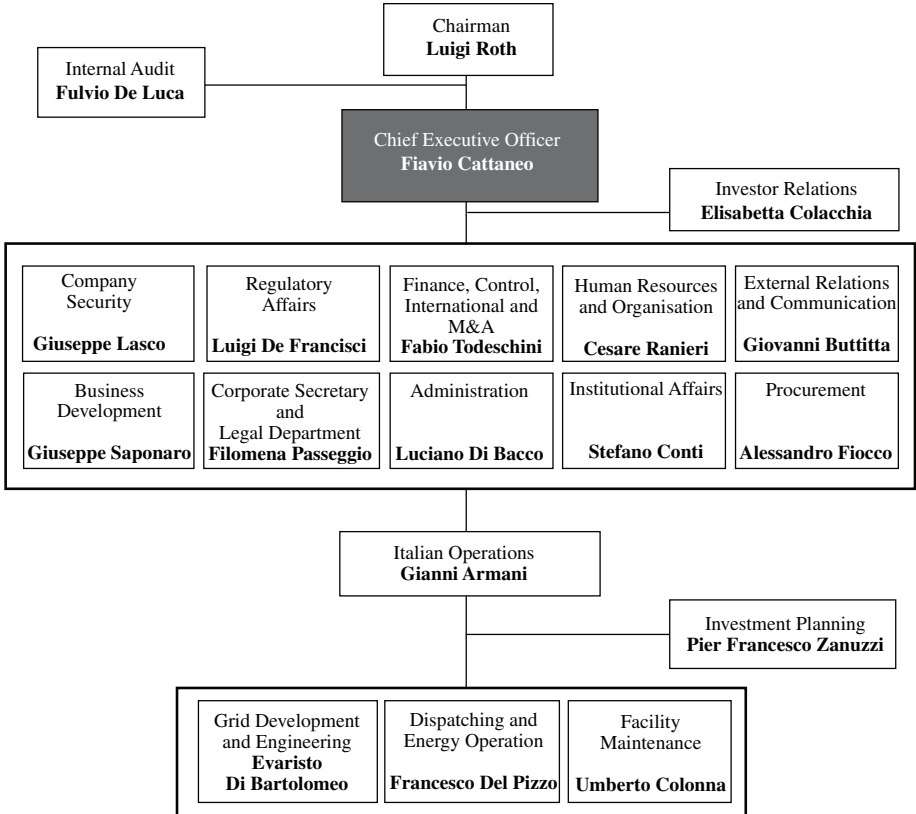 Chairman
Luigi Roth
Internal Audit
Fulvio De Luca
Chief Executive Officer
Fiavio Cattaneo
Investor Relations
Elisabetta Colacchia
Company
Security
Giuseppe Lasco
Regulatory
Affairs
Luigi De Francisci
Finance, Control,
International and
M&A
Fabio Todeschini
Human Resources
and Organisation
Cesare Ranieri
External Relations
and Communication
Giovanni Buttitta
Business
Development
Giuseppe Saponaro
Corporate Secretary
and
Legal Department
Filomena Passeggio
Administration
Luciano Di Bacco
Institutional Affairs
Stefano Conti
Procurement
Alessandro Fiocco
Italian Operations
Gianni Armani
Investment Planning
Pier Francesco Zanuzzi
Grid Development
and Engineering
Evaristo
Di Bartolomeo
Dispatching and
Energy Operation
Francesco Del Pizzo
Facility
Maintenance
Umberto Colonna